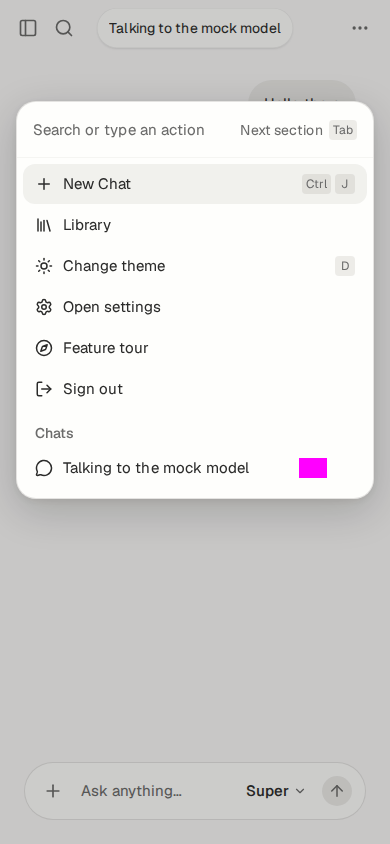 Talking to the mock model
Search or type an action
Next section Tab
New Chat
Ctrl J
Library
Change theme
D
Open settings
Feature tour
Sign out
Chats
Talking to the mock model
Ask anything...
Super